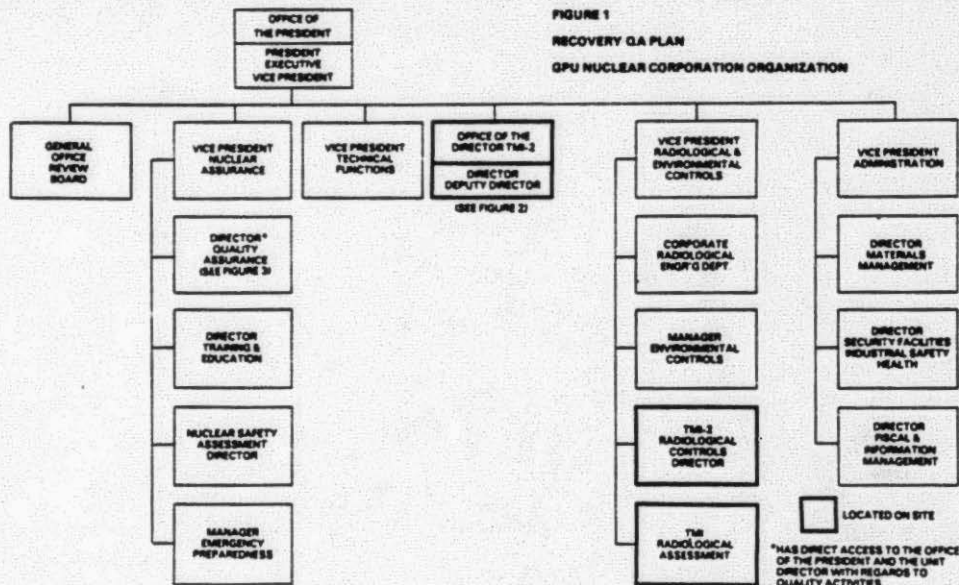 OFFICE OF
THE PRESIDENT
PRESIDENT
EXECUTIVE
VICE PRESIDENT
FIGURE 1
RECOVERY QA PLAN
GPU NUCLEAR CORPORATION ORGANIZATION
GENERAL
OFFICE
REVIEW
BOARD
VICE PRESIDENT
NUCLEAR
ASSURANCE
VICE PRESIDENT
TECHNICAL
FUNCTIONS
OFFICE OF THE
DIRECTOR TMI-2
DIRECTOR
DEPUTY DIRECTOR
(SEE FIGURE 2)
VICE PRESIDENT
RADIOLOGICAL &
ENVIRONMENTAL
CONTROLS
VICE PRESIDENT
ADMINISTRATION
DIRECTOR*
QUALITY
ASSURANCE
(SEE FIGURE 3)
CORPORATE
RADIOLOGICAL
ENGR'G DEPT.
DIRECTOR
MATERIALS
MANAGEMENT
DIRECTOR
TRAINING &
EDUCATION
MANAGER
ENVIRONMENTAL
CONTROLS
DIRECTOR
SECURITY FACILITIES
INDUSTRIAL SAFETY
HEALTH
NUCLEAR SAFETY
ASSESSMENT
DIRECTOR
TMI-2
RADIOLOGICAL
CONTROLS
DIRECTOR
DIRECTOR
FISCAL &
INFORMATION
MANAGEMENT
MANAGER
EMERGENCY
PREPAREDNESS
TMI
RADIOLOGICAL
ASSESSMENT
LOCATED ON SITE
*HAS DIRECT ACCESS TO THE OFFICE
OF THE PRESIDENT AND THE UNIT
DIRECTOR WITH REGARDS TO
QUALITY ACTIVITIES